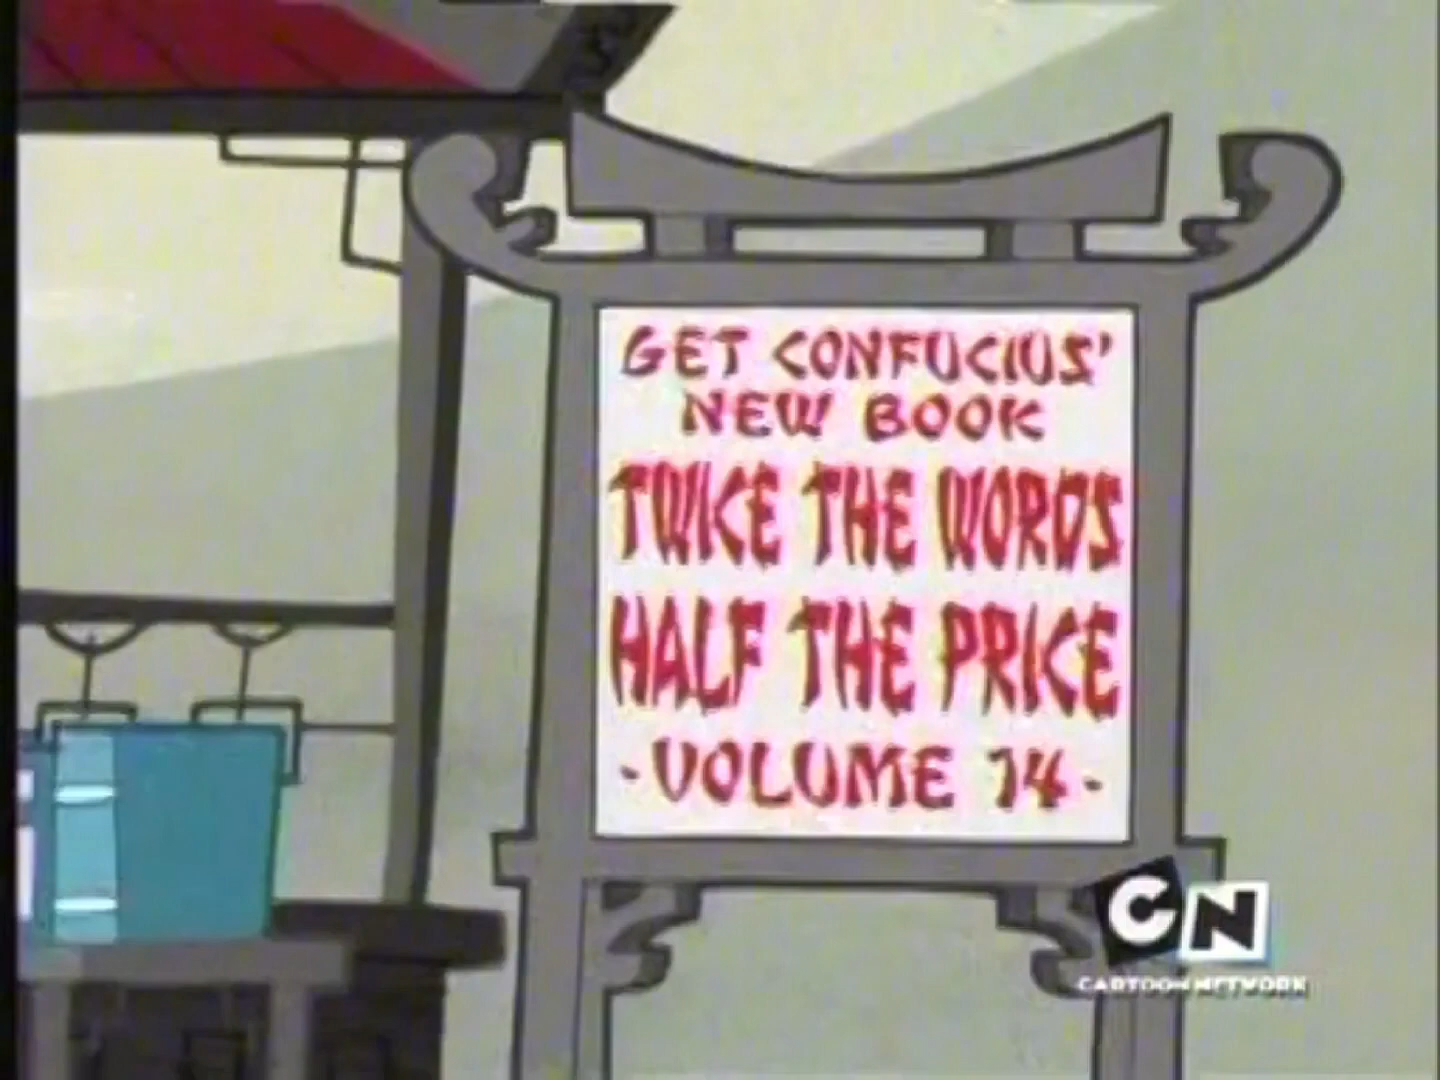 GET CONFUCIUS'
NEW BOOK
TWICE THE WORDS
HALF THE PRICE
- VOLUME 14 -
CN
CARTOON NETWORK